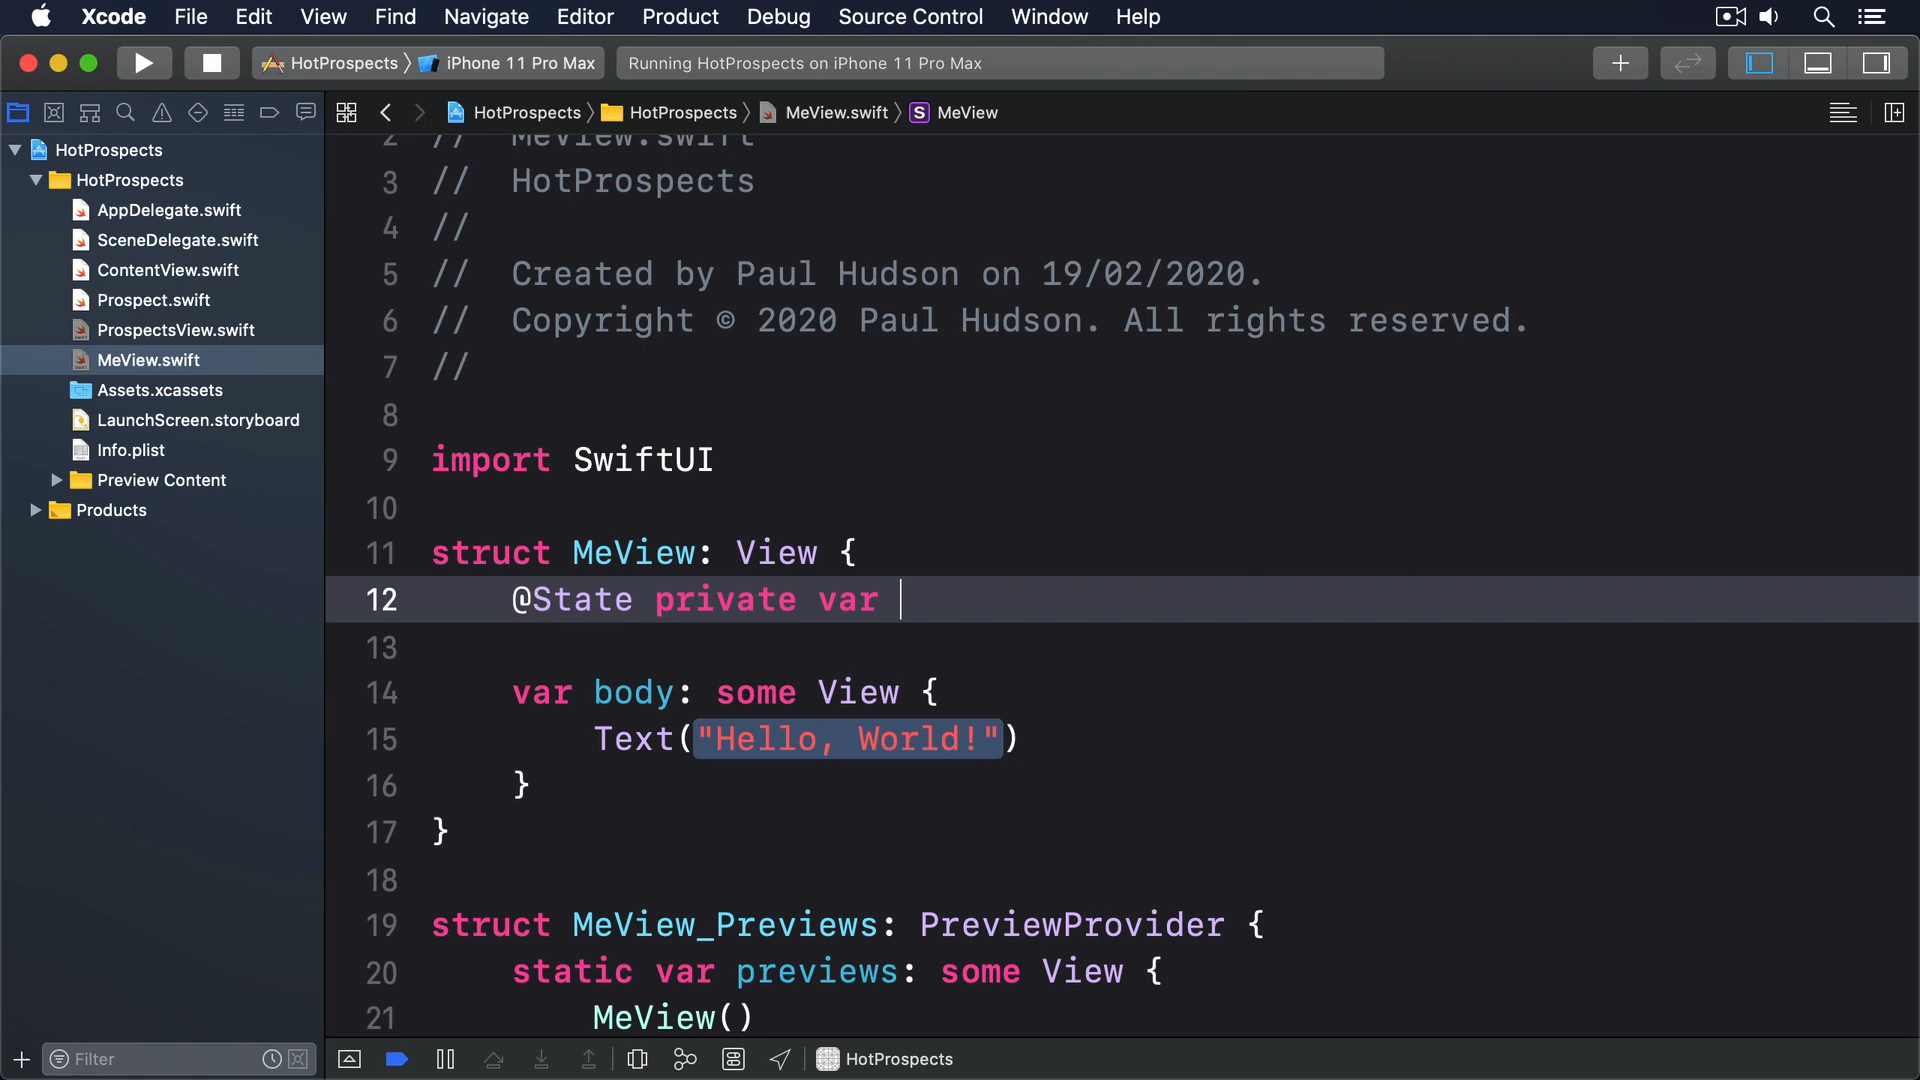 Xcode File Edit View Find Navigate Editor Product Debug Source Control Window Help
HotProspects iPhone 11 Pro Max Running HotProspects on iPhone 11 Pro Max
HotProspects HotProspects MeView.swift S MeView
HotProspects
HotProspects
AppDelegate.swift
SceneDelegate.swift
ContentView.swift
Prospect.swift
ProspectsView.swift
MeView.swift
Assets.xcassets
LaunchScreen.storyboard
Info.plist
Preview Content
Products
Filter
2 // MeView.swift
3 // HotProspects
4 //
5 // Created by Paul Hudson on 19/02/2020.
6 // Copyright © 2020 Paul Hudson. All rights reserved.
7 //
8
9 import SwiftUI
10
11 struct MeView: View {
12 @State private var
13
14 var body: some View {
15 Text("Hello, World!")
16 }
17 }
18
19 struct MeView_Previews: PreviewProvider {
20 static var previews: some View {
21 MeView()
HotProspects